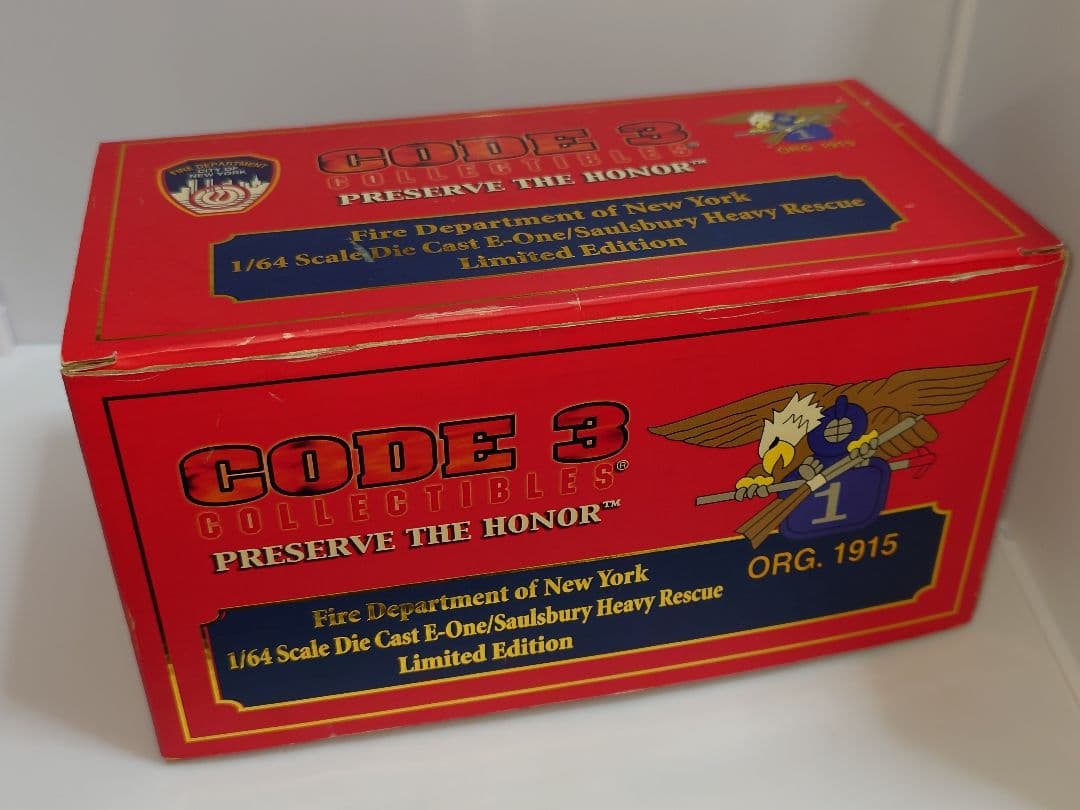 FIRE DEPARTMENT
CITY OF
NEW YORK
CODE 3
COLLECTIBLES
PRESERVE THE HONOR™
1
ORG. 1915
Fire Department of New York
1/64 Scale Die Cast E-One/Saulsbury Heavy Rescue
Limited Edition
CODE 3
COLLECTIBLES®
PRESERVE THE HONOR™
1
ORG. 1915
Fire Department of New York
1/64 Scale Die Cast E-One/Saulsbury Heavy Rescue
Limited Edition